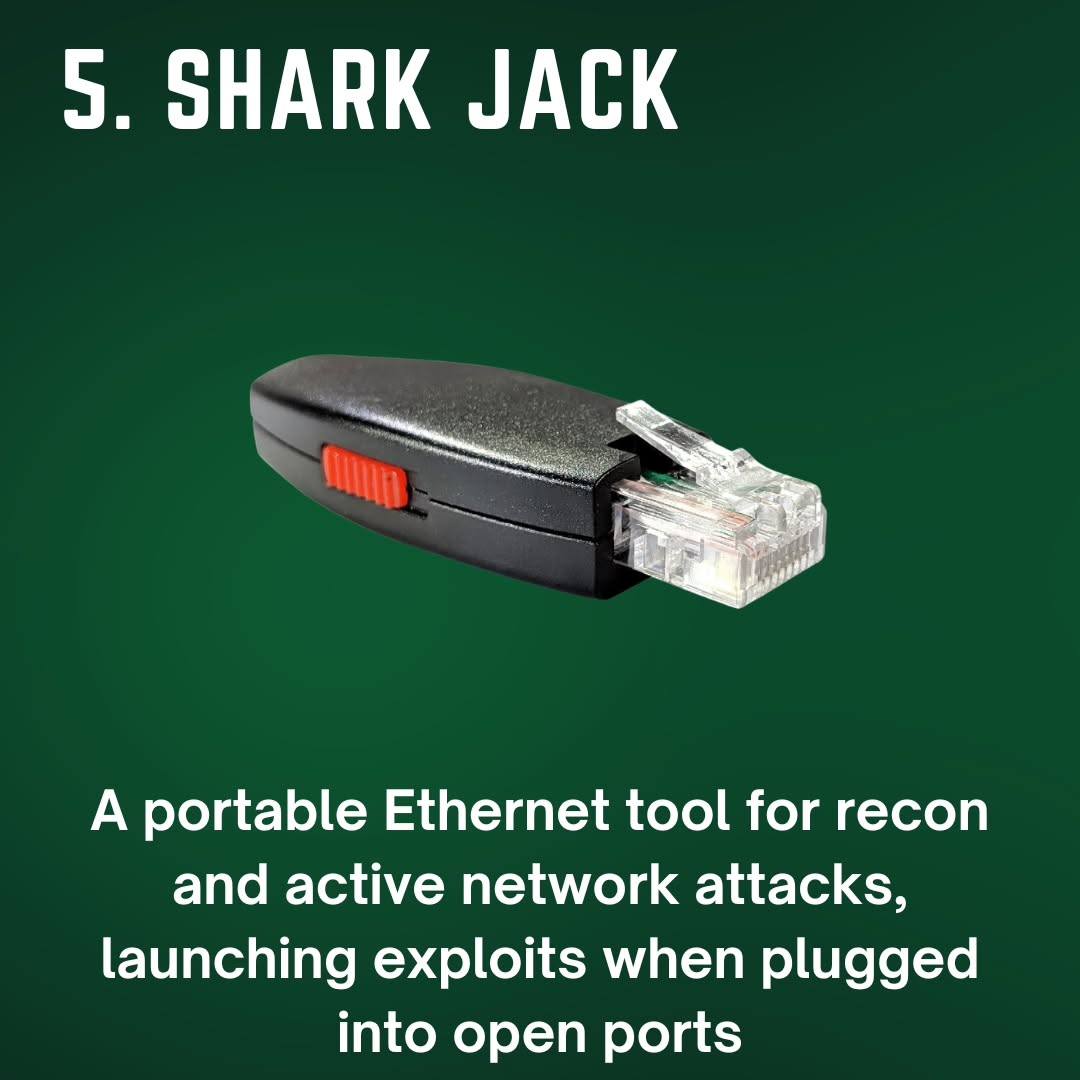 5. SHARK JACK
A portable Ethernet tool for recon
and active network attacks,
launching exploits when plugged
into open ports